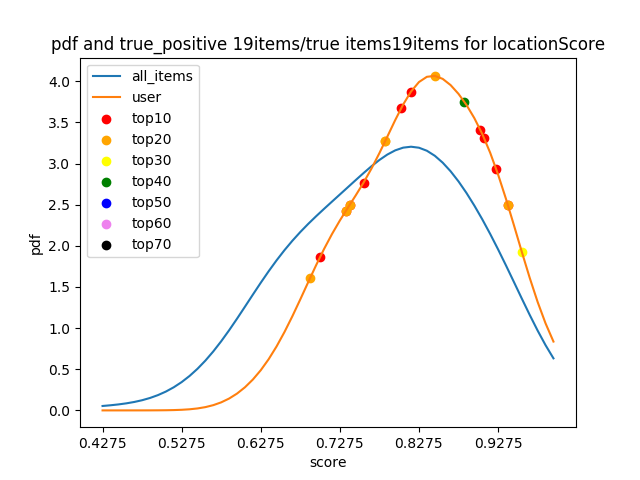 pdf and true_positive 19items/true items19items for locationScore
all_items
user
top10
top20
top30
top40
top50
top60
top70
4.0
3.5
3.0
2.5
2.0
1.5
1.0
0.5
0.0
pdf
0.4275 0.5275 0.6275 0.7275 0.8275 0.9275
score